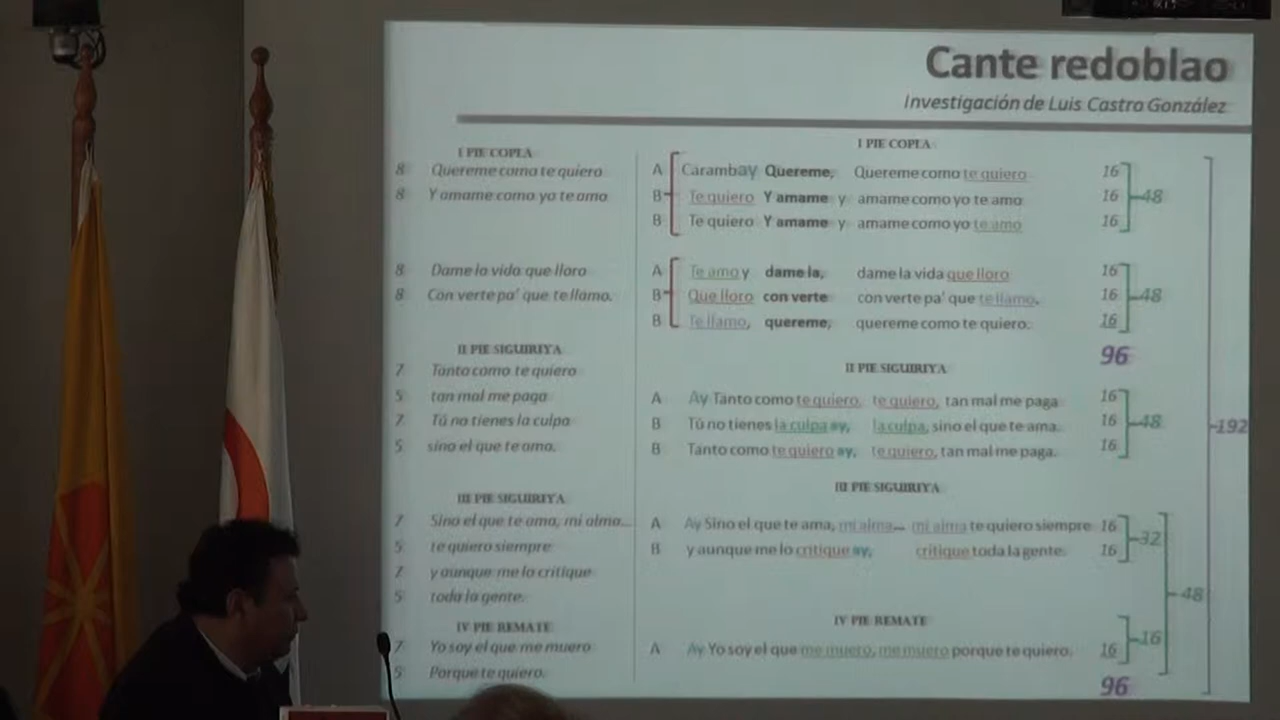 Cante redoblao
Investigación de Luis Castro González
I PIE COPLA
8 Quereme como te quiero
8 Y amame como yo te amo
8 Dame la vida que lloro
8 Con verte pa' que te llamo.
II PIE SIGUIRIYA
7 Tanto como te quiero
5 tan mal me paga
7 Tú no tienes la culpa
5 sino el que te ama.
III PIE SIGUIRIYA
7 Sino el que te ama, mi alma...
5 te quiero siempre
7 y aunque me lo critique
5 toda la gente.
IV PIE REMATE
7 Yo soy el que me muero
5 Porque te quiero.
I PIE COPLA
A Carambay Quereme, Quereme como te quiero 16
B Te quiero Y amame y amame como yo te amo 16 48
B Te quiero Y amame y amame como yo te amo 16
A Te amo y dame la, dame la vida que lloro 16
B Que lloro con verte con verte pa' que te llamo. 16 48
B Te llamo, quereme, quereme como te quiero. 16
96
II PIE SIGUIRIYA
A Ay Tanto como te quiero, te quiero, tan mal me paga 16
B Tú no tienes la culpa ay, la culpa, sino el que te ama. 16 48 192
B Tanto como te quiero ay, te quiero, tan mal me paga. 16
III PIE SIGUIRIYA
A Ay Sino el que te ama, mi alma... mi alma te quiero siempre 16 32
B y aunque me lo critique ay, critique toda la gente. 16
48
IV PIE REMATE
A Ay Yo soy el que me muero, me muero porque te quiero. 16 16
96